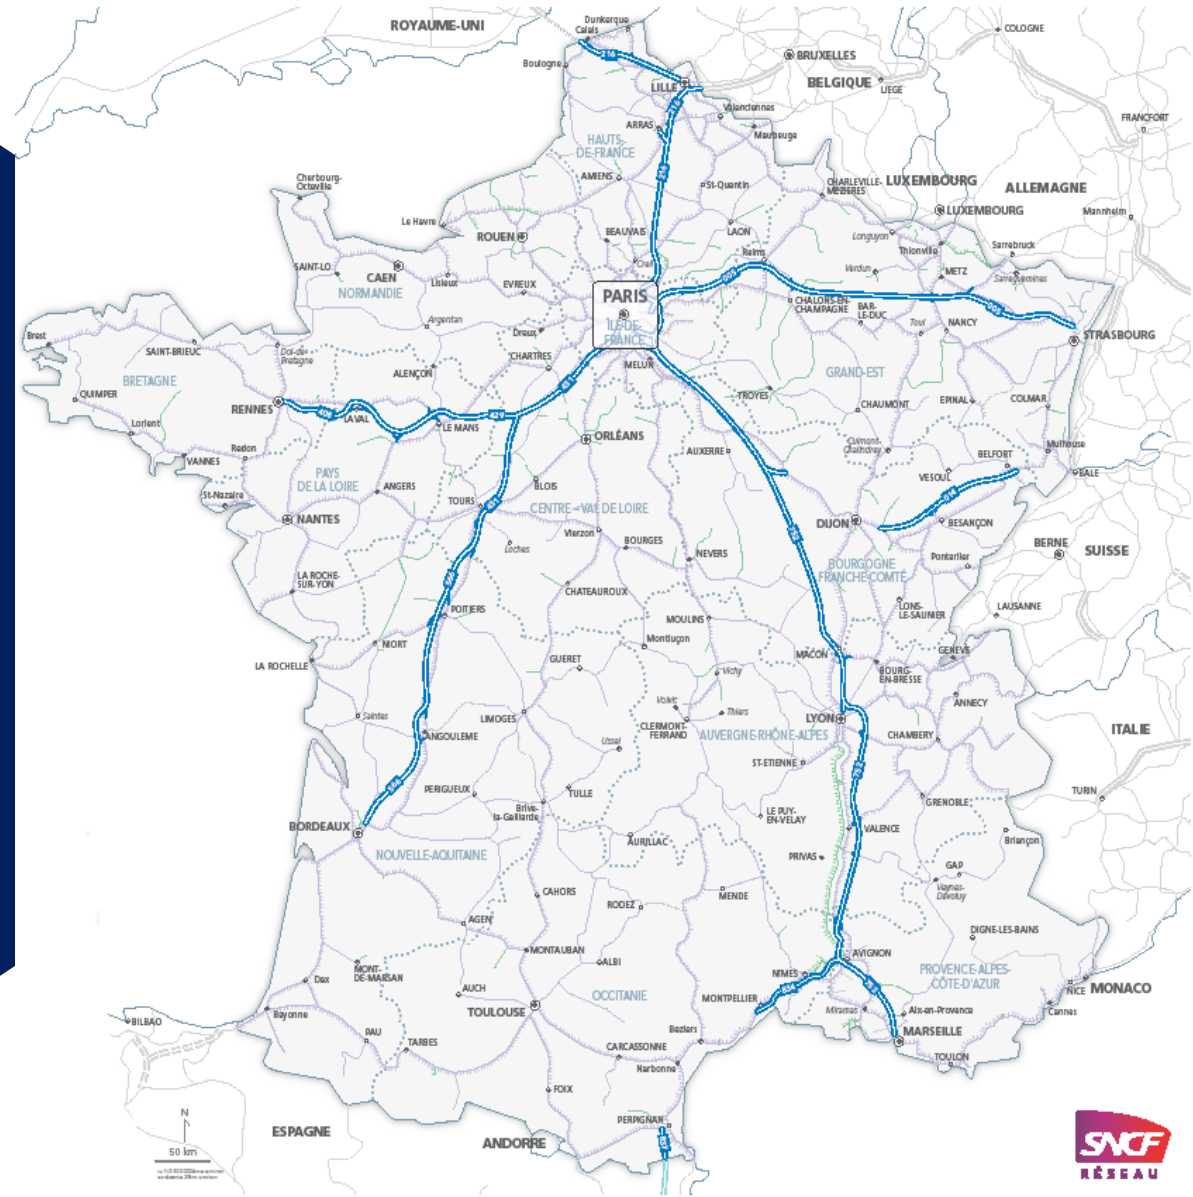 ROYAUME-UNI
Dunkerque
Calais
216
Boulogne
LILLE
BRUXELLES
BELGIQUE
LIEGE
COLOGNE
FRANCFORT
ARRAS
Valenciennes
Maubeuge
HAUTS-
DE-FRANCE
AMIENS
St-Quentin
CHARLEVILLE-
MEZIERES
LUXEMBOURG
ALLEMAGNE
LUXEMBOURG
Mannheim
Cherbourg-
Octeville
Le Havre
ROUEN
BEAUVAIS
LAON
Creil
Reims
Longuyon
Thionville
Sarrebruck
Verdun
METZ
Sarreguemines
SAINT-LO
CAEN
NORMANDIE
Lisieux
EVREUX
PARIS
ILE-DE-
FRANCE
005
CHALONS-EN-
CHAMPAGNE
BAR-
LE-DUC
Toul
NANCY
STRASBOURG
Argentan
Dreux
CHARTRES
MELUN
Brest
SAINT-BRIEUC
Dol-de-
Bretagne
ALENÇON
BRETAGNE
QUIMPER
RENNES
LAVAL
LE MANS
431
TROYES
GRAND-EST
CHAUMONT
EPINAL
COLMAR
Lorient
VANNES
Redon
ORLÉANS
AUXERRE
Culmont-
Chalindrey
Mulhouse
BELFORT
VESOUL
BALE
PAYS
DE LA LOIRE
ANGERS
St-Nazaire
NANTES
TOURS
BLOIS
CENTRE – VAL DE LOIRE
Loches
Vierzon
BOURGES
NEVERS
DIJON
BESANÇON
BERNE
SUISSE
Pontarlier
BOURGOGNE
FRANCHE-COMTÉ
LA ROCHE-
SUR-YON
POITIERS
CHATEAUROUX
LONS-
LE-SAUNIER
LAUSANNE
NIORT
MOULINS
Montluçon
MACON
GENÈVE
LA ROCHELLE
GUERET
Vichy
BOURG-
EN-BRESSE
ANNECY
Saintes
LIMOGES
Volvic
Thiers
CLERMONT-
FERRAND
LYON
AUVERGNE-RHÔNE-ALPES
CHAMBERY
ITALIE
ANGOULEME
Ussel
ST-ETIENNE
PERIGUEUX
TULLE
Brive-
la-Gaillarde
LE PUY-
EN-VELAY
GRENOBLE
TURIN
BORDEAUX
NOUVELLE-AQUITAINE
AURILLAC
VALENCE
PRIVAS
Briançon
GAP
Veynes-
Dévoluy
CAHORS
RODEZ
MENDE
AGEN
MONTAUBAN
ALBI
DIGNE-LES-BAINS
AVIGNON
PROVENCE-ALPES-
CÔTE-D'AZUR
MONT-
DE-MARSAN
Dax
AUCH
NIMES
MONTPELLIER
NICE
MONACO
Cannes
OCCITANIE
TOULOUSE
Miramas
Aix-en-Provence
MARSEILLE
TOULON
BILBAO
Bayonne
PAU
TARBES
Beziers
CARCASSONNE
Narbonne
FOIX
PERPIGNAN
ESPAGNE
ANDORRE
N
50 km
SNCF
RÉSEAU